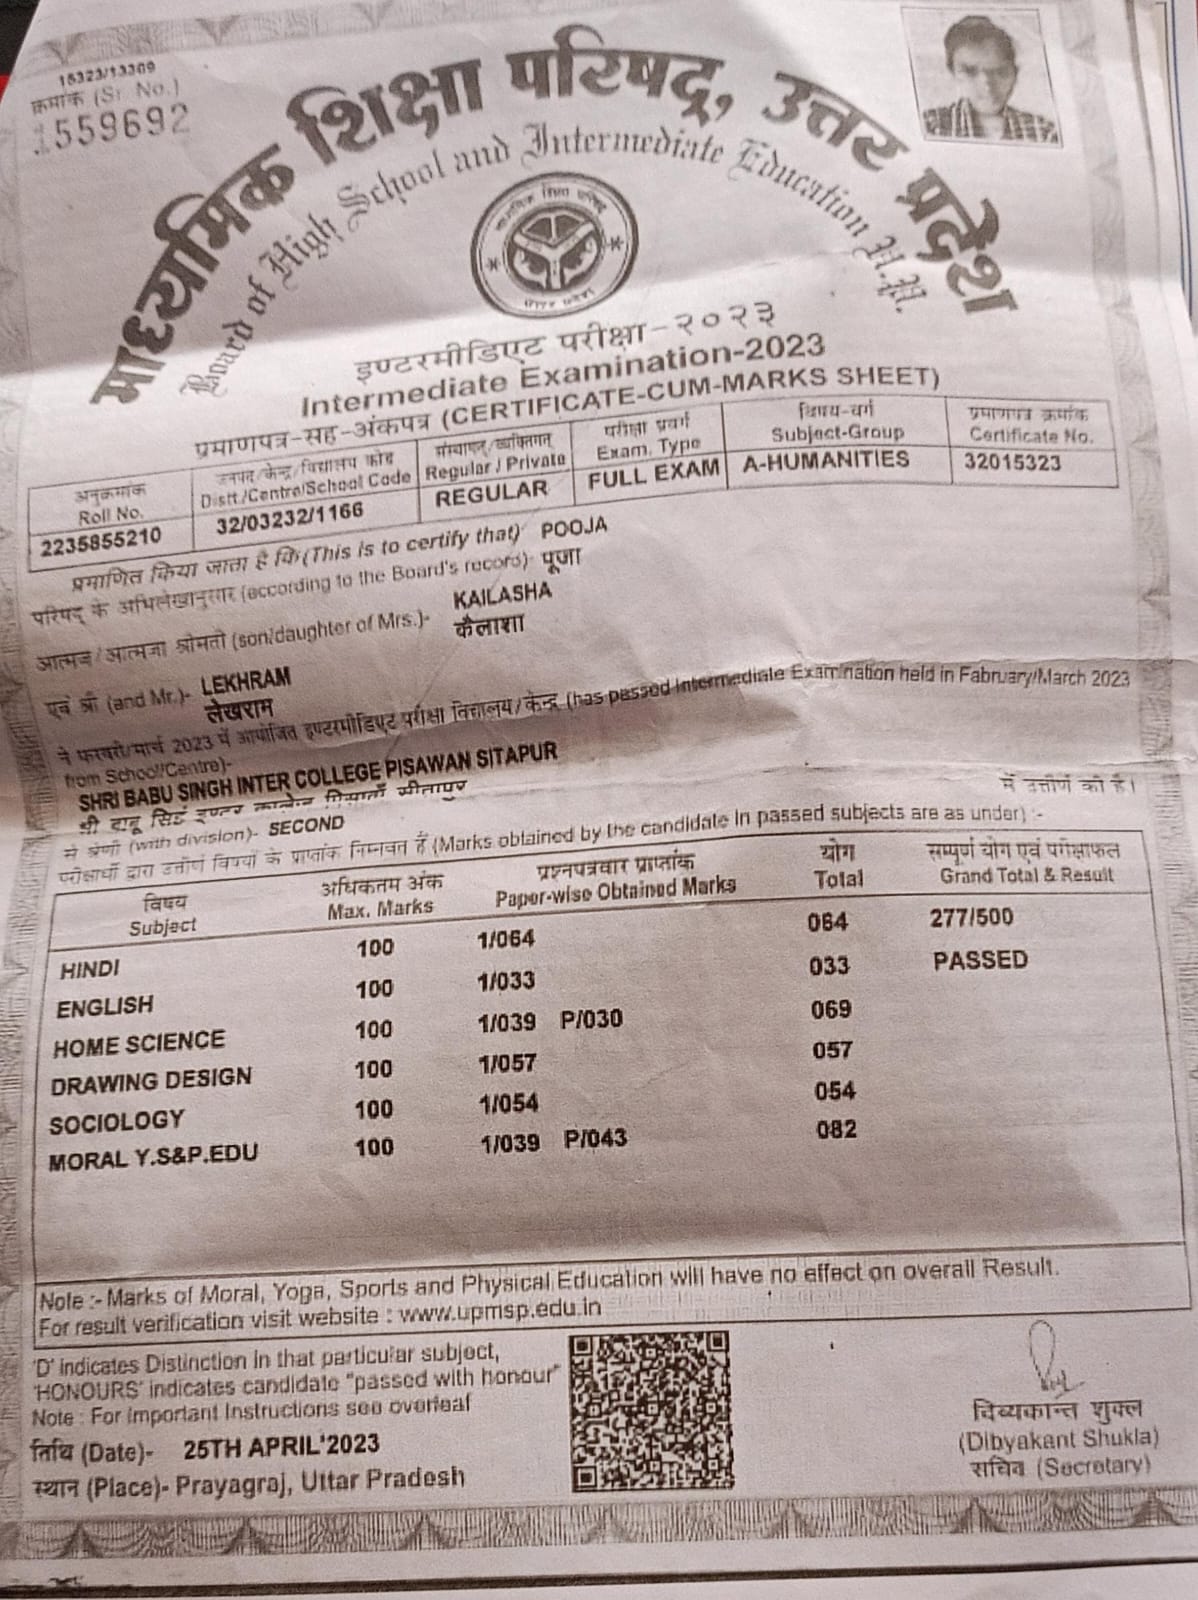 15323/13309
क्रमांक (Sr. No.)
1559692
माध्यमिक शिक्षा परिषद्, उत्तर प्रदेश
Board of High School and Intermediate Education U.P.
इण्टरमीडिएट परीक्षा-२०२३
Intermediate Examination-2023
प्रमाणपत्र-सह-अंकपत्र (CERTIFICATE-CUM-MARKS SHEET)
अनुक्रमांक जनपद/केन्द्र/विद्यालय कोड संस्थागत/व्यक्तिगत परीक्षा प्रवर्ग विषय-वर्ग प्रमाणपत्र क्रमांक
Roll No. Distt./Centre/School Code Regular / Private Exam. Type Subject-Group Certificate No.
2235855210 32/03232/1166 REGULAR FULL EXAM A-HUMANITIES 32015323
प्रमाणित किया जाता है कि (This is to certify that) POOJA
परिषद् के अभिलेखानुसार (according to the Board's record)- पूजा
KAILASHA
आत्मज/आत्मजा श्रीमती (son/daughter of Mrs.)- कैलाशा
एवं श्री (and Mr.)- LEKHRAM
लेखराम
ने फरवरी/मार्च 2023 में आयोजित इण्टरमीडिएट परीक्षा विद्यालय/केन्द्र (has passed Intermediate Examination held in Fabruary/March 2023
from School/Centre)-
SHRI BABU SINGH INTER COLLEGE PISAWAN SITAPUR
श्री बाबू सिंह इण्टर कालेज पिसावाँ सीतापुर में उत्तीर्ण की है।
से श्रेणी (with division)- SECOND
परीक्षार्थी द्वारा उत्तीर्ण विषयों के प्राप्तांक निम्नवत हैं (Marks obtained by the candidate in passed subjects are as under) :-
विषय अधिकतम अंक प्रश्नपत्रवार प्राप्तांक योग सम्पूर्ण योग एवं परीक्षाफल
Subject Max. Marks Paper-wise Obtained Marks Total Grand Total & Result
HINDI 100 1/064 064 277/500
ENGLISH 100 1/033 033 PASSED
HOME SCIENCE 100 1/039 P/030 069
DRAWING DESIGN 100 1/057 057
SOCIOLOGY 100 1/054 054
MORAL Y.S&P.EDU 100 1/039 P/043 082
Note :- Marks of Moral, Yoga, Sports and Physical Education will have no effect on overall Result.
For result verification visit website : www.upmsp.edu.in
'D' indicates Distinction in that particular subject,
'HONOURS' indicates candidate "passed with honour"
Note : For Important Instructions see overleaf
तिथि (Date)- 25TH APRIL'2023
स्थान (Place)- Prayagraj, Uttar Pradesh
दिब्यकान्त शुक्ल
(Dibyakant Shukla)
सचिव (Secretary)